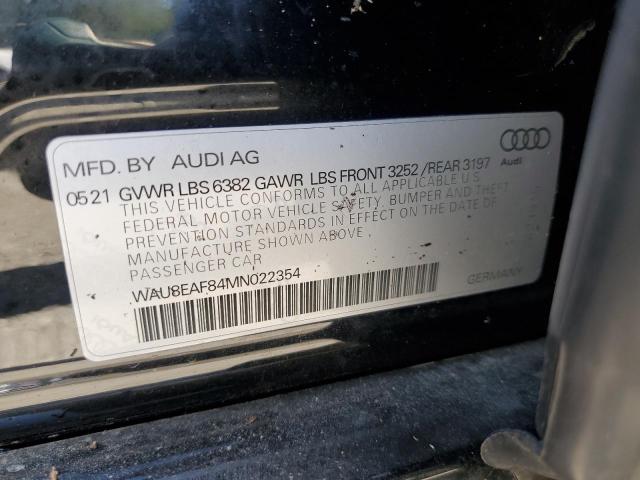 MFD. BY AUDI AG
05 21 GVWR LBS 6382 GAWR LBS FRONT 3252 / REAR 3197
THIS VEHICLE CONFORMS TO ALL APPLICABLE U.S.
FEDERAL MOTOR VEHICLE SAFETY, BUMPER AND THEFT
PREVENTION STANDARDS IN EFFECT ON THE DATE OF
MANUFACTURE SHOWN ABOVE.
PASSENGER CAR
WAU8EAF84MN022354
GERMANY
Audi